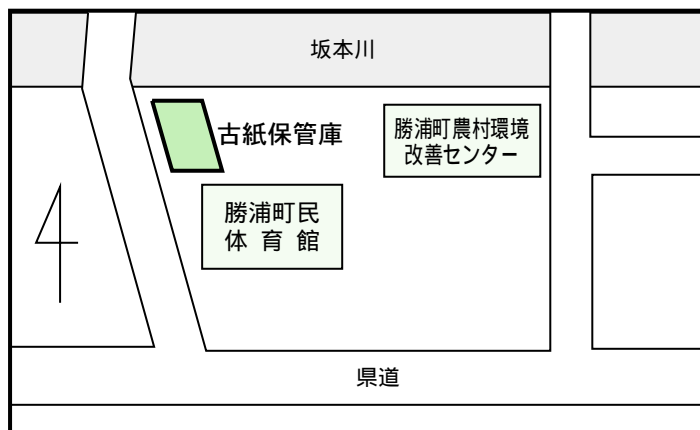 坂本川
古紙保管庫
勝浦町農村環境
改善センター
勝浦町民
体育館
県道